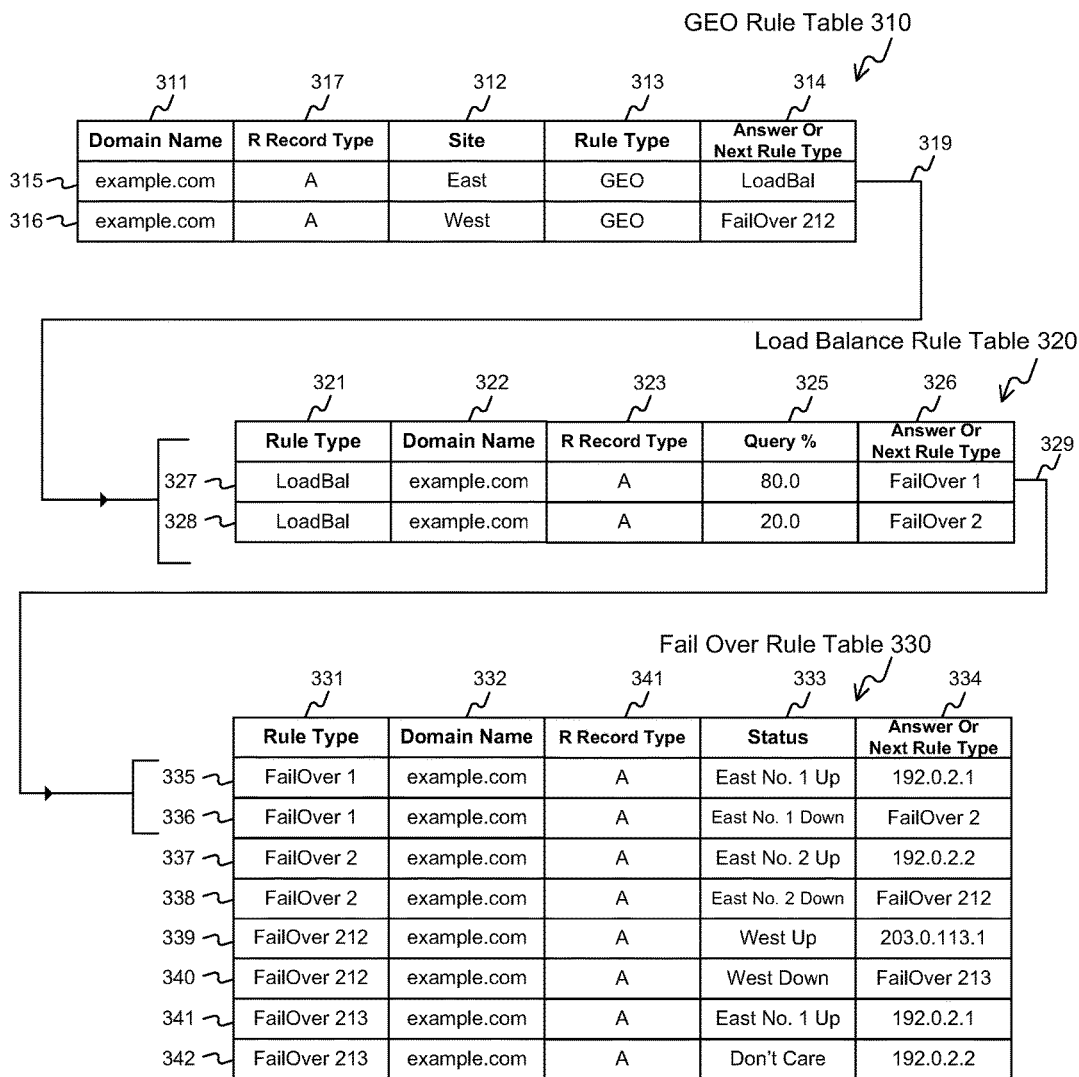 GEO Rule Table 310
311 317 312 313 314
Domain Name R Record Type Site Rule Type Answer Or Next Rule Type
319
315 example.com A East GEO LoadBal
316 example.com A West GEO FailOver 212
Load Balance Rule Table 320
321 322 323 325 326
Rule Type Domain Name R Record Type Query % Answer Or Next Rule Type
329
327 LoadBal example.com A 80.0 FailOver 1
328 LoadBal example.com A 20.0 FailOver 2
Fail Over Rule Table 330
331 332 341 333 334
Rule Type Domain Name R Record Type Status Answer Or Next Rule Type
335 FailOver 1 example.com A East No. 1 Up 192.0.2.1
336 FailOver 1 example.com A East No. 1 Down FailOver 2
337 FailOver 2 example.com A East No. 2 Up 192.0.2.2
338 FailOver 2 example.com A East No. 2 Down FailOver 212
339 FailOver 212 example.com A West Up 203.0.113.1
340 FailOver 212 example.com A West Down FailOver 213
341 FailOver 213 example.com A East No. 1 Up 192.0.2.1
342 FailOver 213 example.com A Don't Care 192.0.2.2